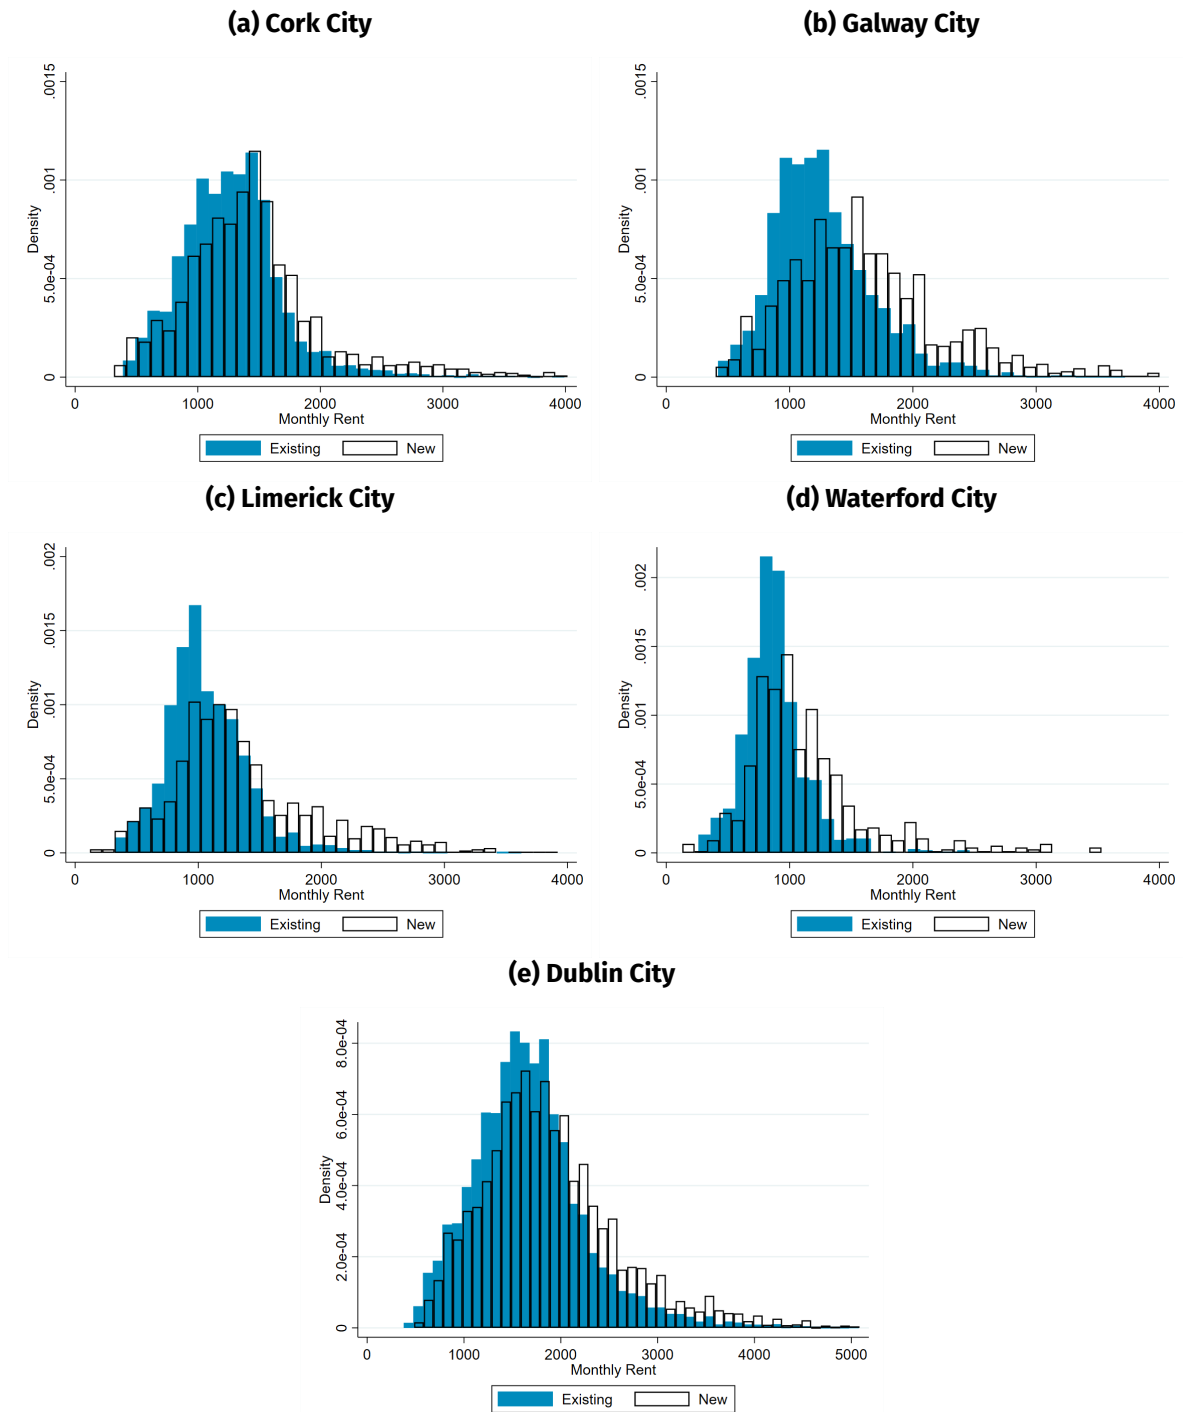 (a) Cork City
.0015
.001
5.0e-04
0
Density
0 1000 2000 3000 4000
Monthly Rent
Existing New
(b) Galway City
.0015
.001
5.0e-04
0
Density
0 1000 2000 3000 4000
Monthly Rent
Existing New
(c) Limerick City
.002
.0015
.001
5.0e-04
0
Density
0 1000 2000 3000 4000
Monthly Rent
Existing New
(d) Waterford City
.002
.0015
.001
5.0e-04
0
Density
0 1000 2000 3000 4000
Monthly Rent
Existing New
(e) Dublin City
8.0e-04
6.0e-04
4.0e-04
2.0e-04
0
Density
0 1000 2000 3000 4000 5000
Monthly Rent
Existing New